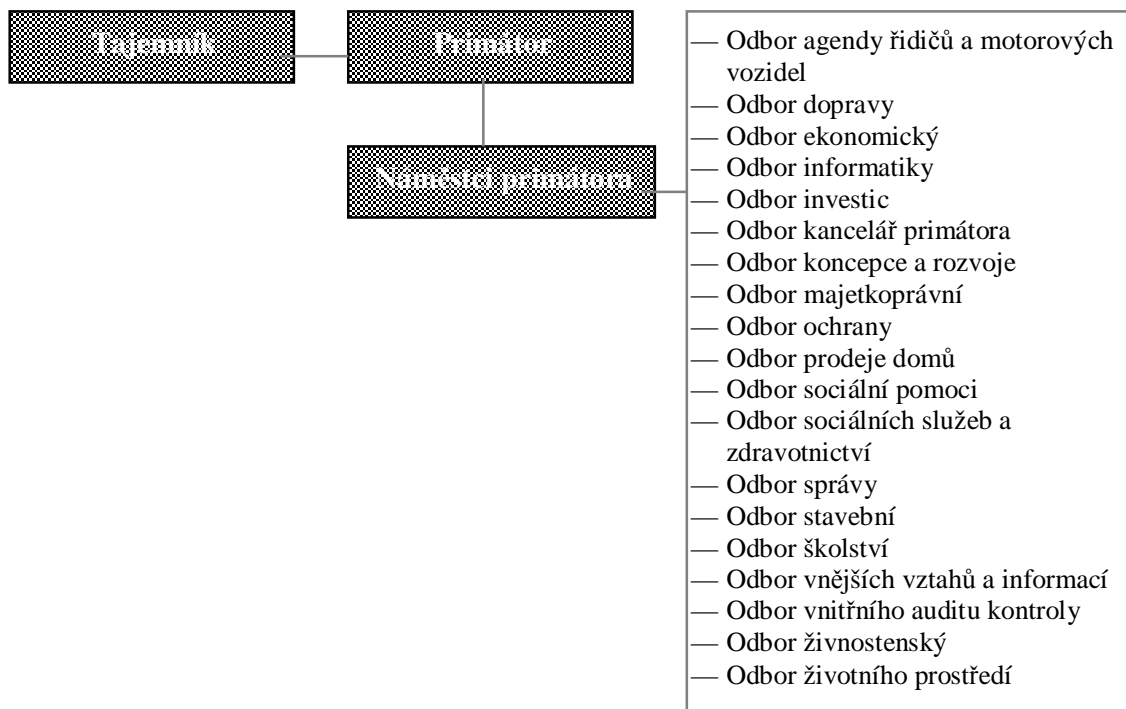 Tajemník
Primátor
Náměstci primátora
— Odbor agendy řidičů a motorových
vozidel
— Odbor dopravy
— Odbor ekonomický
— Odbor informatiky
— Odbor investic
— Odbor kancelář primátora
— Odbor koncepce a rozvoje
— Odbor majetkoprávní
— Odbor ochrany
— Odbor prodeje domů
— Odbor sociální pomoci
— Odbor sociálních služeb a
zdravotnictví
— Odbor správy
— Odbor stavební
— Odbor školství
— Odbor vnějších vztahů a informací
— Odbor vnitřního auditu kontroly
— Odbor živnostenský
— Odbor životního prostředí